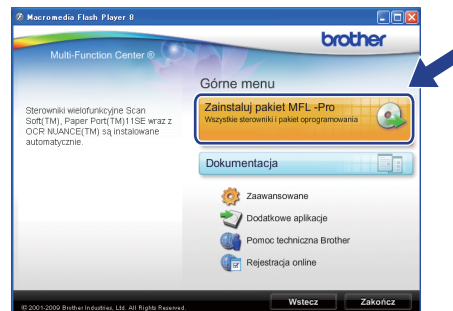 Macromedia Flash Player 8
brother
Multi-Function Center ®
Górne menu
Sterowniki wielofunkcyjne Scan
Soft(TM), Paper Port(TM)11SE wraz z
OCR NUANCE(TM) są instalowane
automatycznie.
Zainstaluj pakiet MFL -Pro
Wszystkie sterowniki i pakiet oprogramowania
Dokumentacja
Zaawansowane
Dodatkowe aplikacje
Pomoc techniczna Brother
Rejestracja online
© 2001-2009 Brother Industries, Ltd. All Rights Reserved.
Wstecz
Zakończ